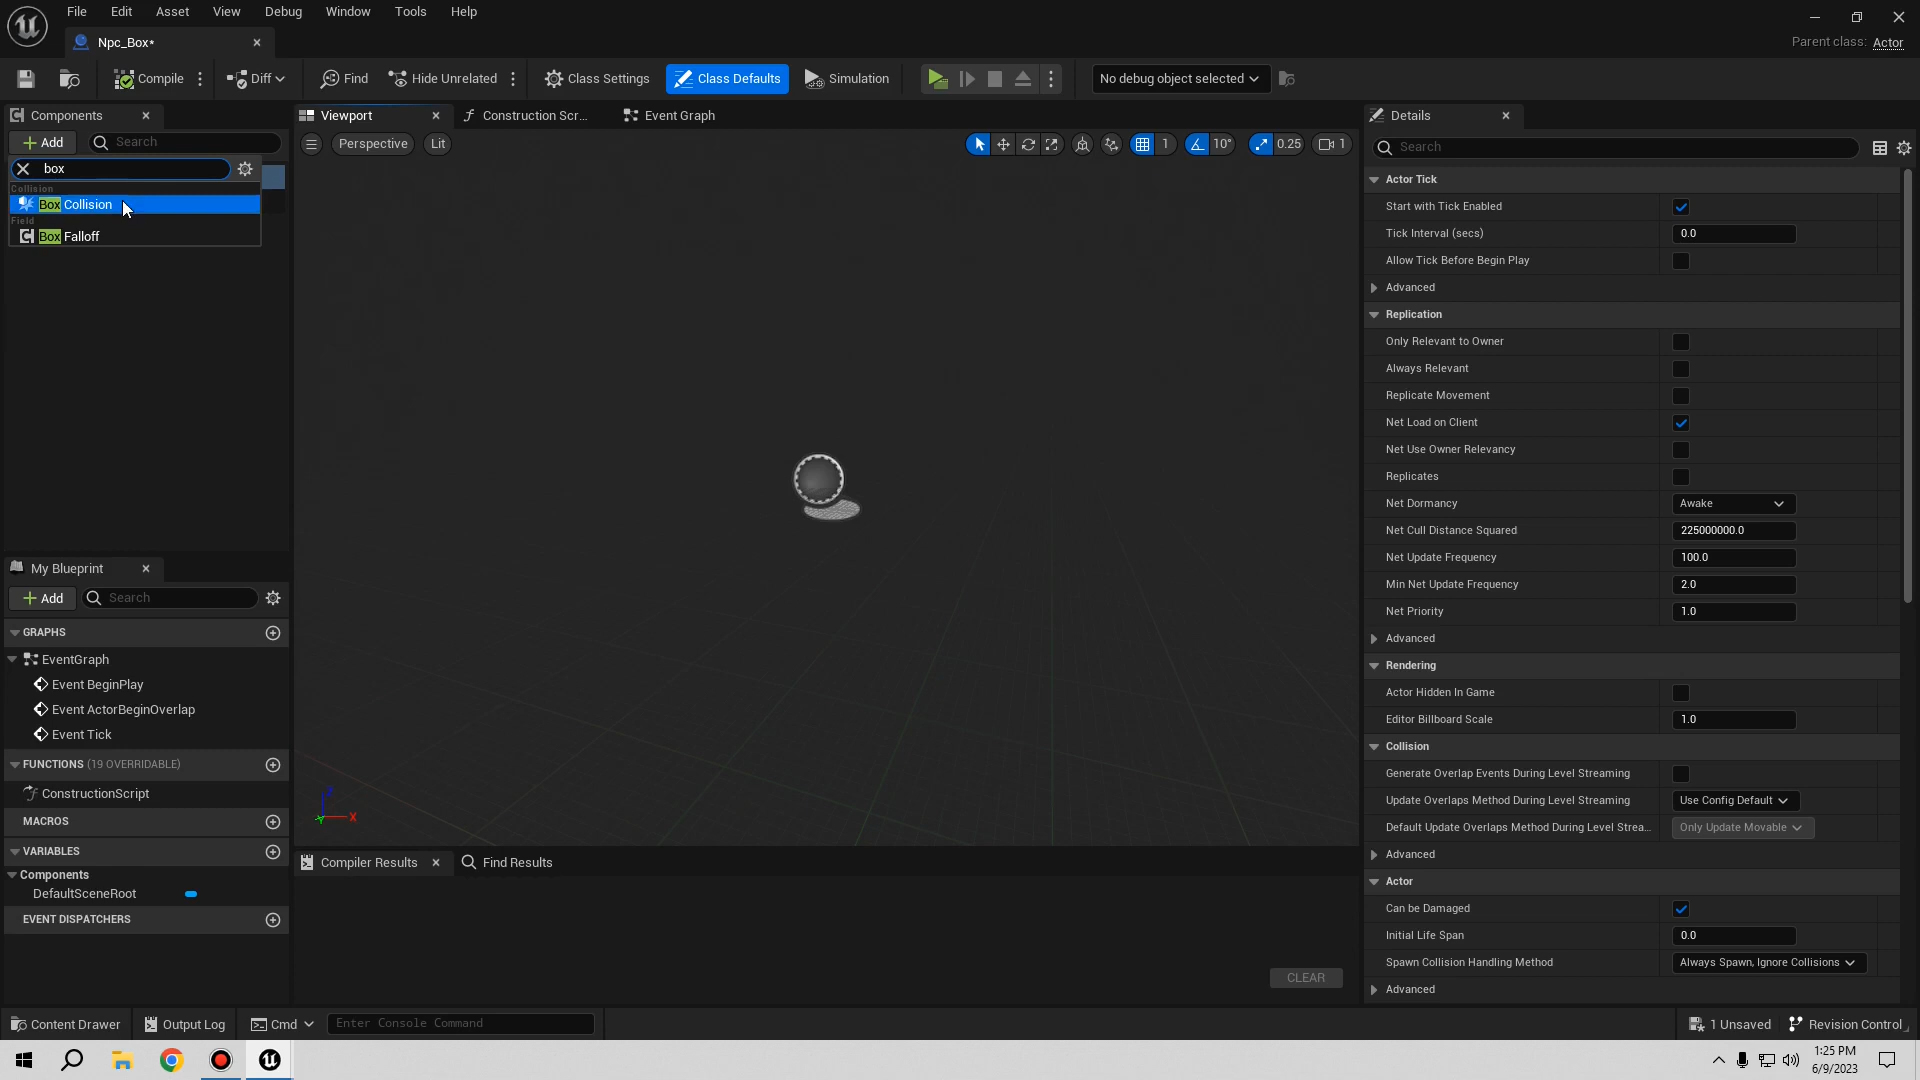 File Edit Asset View Debug Window Tools Help
Npc_Box*
Parent class: Actor
Compile Diff Find Hide Unrelated Class Settings Class Defaults Simulation No debug object selected
Components Viewport Construction Scr... Event Graph Details
Add Search Perspective Lit 1 10° 0.25 1 Search
box
Collision
Box Collision
Field
Box Falloff
Actor Tick
Start with Tick Enabled
Tick Interval (secs) 0.0
Allow Tick Before Begin Play
Advanced
Replication
Only Relevant to Owner
Always Relevant
Replicate Movement
Net Load on Client
Net Use Owner Relevancy
Replicates
Net Dormancy Awake
Net Cull Distance Squared 225000000.0
Net Update Frequency 100.0
Min Net Update Frequency 2.0
Net Priority 1.0
Advanced
Rendering
Actor Hidden In Game
Editor Billboard Scale 1.0
Collision
Generate Overlap Events During Level Streaming
Update Overlaps Method During Level Streaming Use Config Default
Default Update Overlaps Method During Level Strea... Only Update Movable
Advanced
Actor
Can be Damaged
Initial Life Span 0.0
Spawn Collision Handling Method Always Spawn, Ignore Collisions
Advanced
My Blueprint
Add Search
GRAPHS
EventGraph
Event BeginPlay
Event ActorBeginOverlap
Event Tick
FUNCTIONS (19 OVERRIDABLE)
ConstructionScript
MACROS
VARIABLES
Components
DefaultSceneRoot
EVENT DISPATCHERS
X
Compiler Results Find Results
CLEAR
Content Drawer Output Log Cmd Enter Console Command 1 Unsaved Revision Control
1:25 PM
6/9/2023